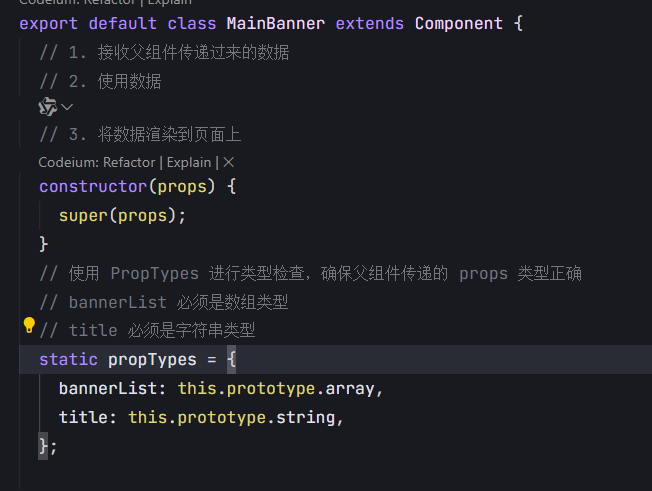 Codeium: Refactor | Explain
export default class MainBanner extends Component {
// 1. 接收父组件传递过来的数据
// 2. 使用数据
// 3. 将数据渲染到页面上
Codeium: Refactor | Explain | ×
constructor(props) {
super(props);
}
// 使用 PropTypes 进行类型检查，确保父组件传递的 props 类型正确
// bannerList 必须是数组类型
// title 必须是字符串类型
static propTypes = {
bannerList: this.prototype.array,
title: this.prototype.string,
};